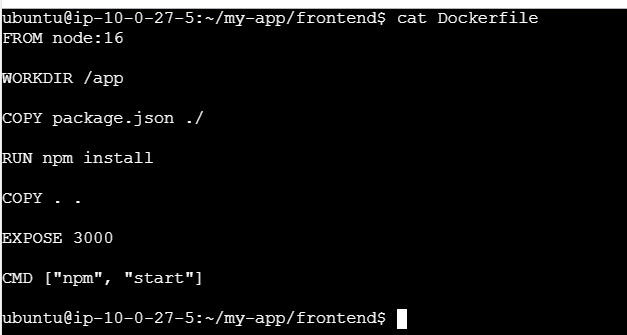 ubuntu@ip-10-0-27-5:~/my-app/frontend$ cat Dockerfile
FROM node:16
WORKDIR /app
COPY package.json ./
RUN npm install
COPY . .
EXPOSE 3000
CMD ["npm", "start"]
ubuntu@ip-10-0-27-5:~/my-app/frontend$